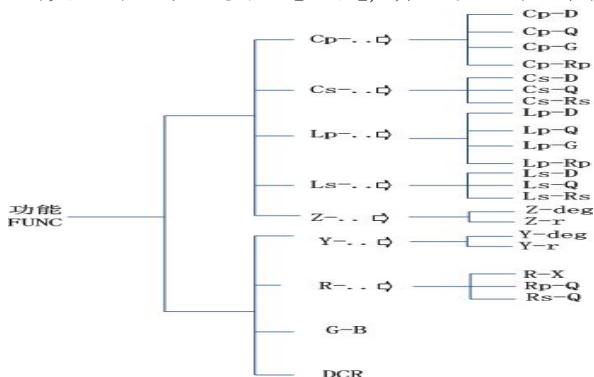 功能
FUNC
Cp-..⇨
Cp-D
Cp-Q
Cp-G
Cp-Rp
Cs-..⇨
Cs-D
Cs-Q
Cs-Rs
Lp-..⇨
Lp-D
Lp-Q
Lp-G
Lp-Rp
Ls-..⇨
Ls-D
Ls-Q
Ls-Rs
Z-..⇨
Z-deg
Z-r
Y-..⇨
Y-deg
Y-r
R-..⇨
R-X
Rp-Q
Rs-Q
G-B
DCR